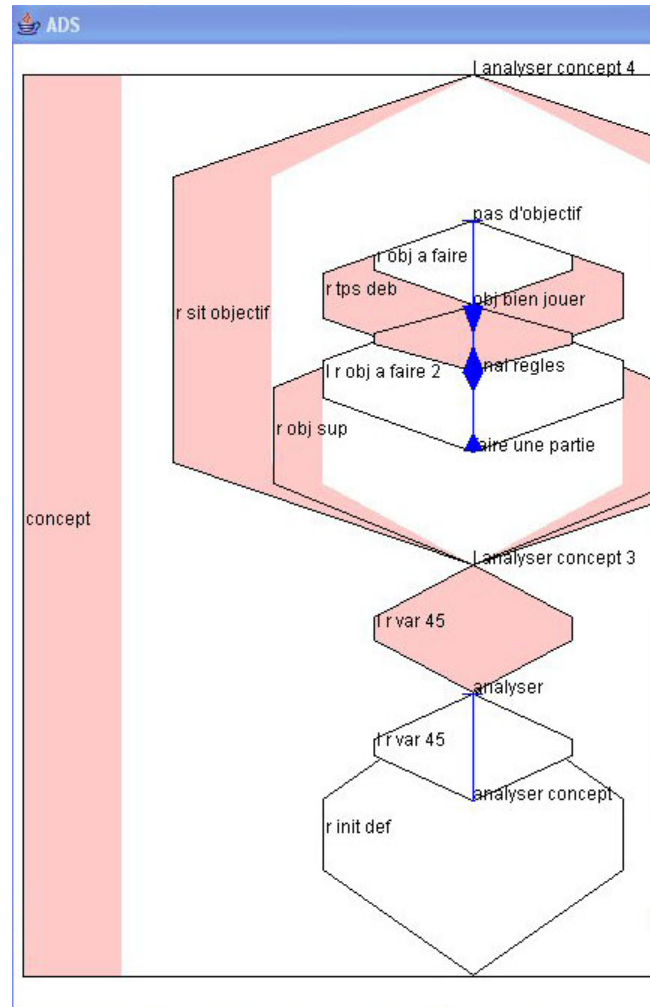 ADS
I analyser concept 4
pas d'objectif
r obj a faire
r tps deb
obj bien jouer
r sit objectif
anal regles
I r obj a faire 2
r obj sup
faire une partie
concept
I analyser concept 3
I r var 45
analyser
I r var 45
analyser concept
r init def